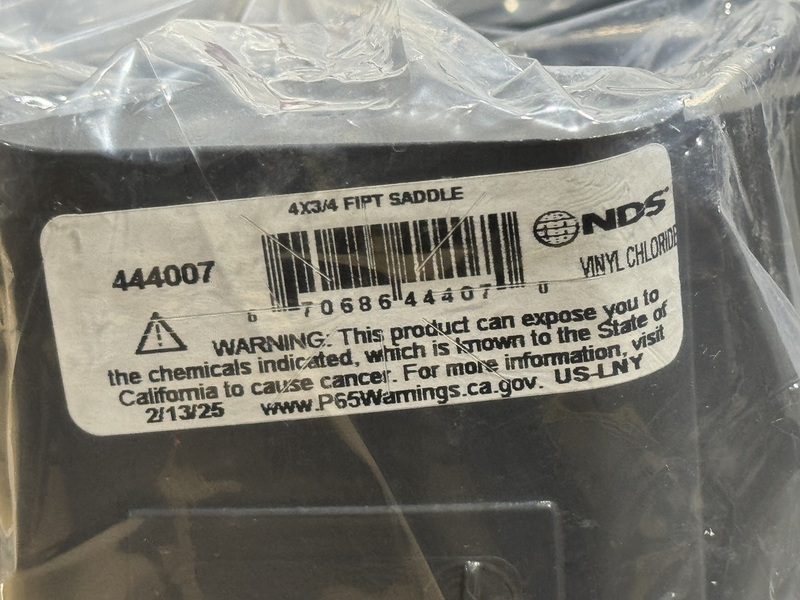 4X3/4 FIPT SADDLE
444007
NDS®
VINYL CHLORIDE
6 70686 44407 0
WARNING: This product can expose you to
the chemicals indicated, which is known to the State of
California to cause cancer. For more information, visit
2/13/25 www.P65Warnings.ca.gov. US-LNY